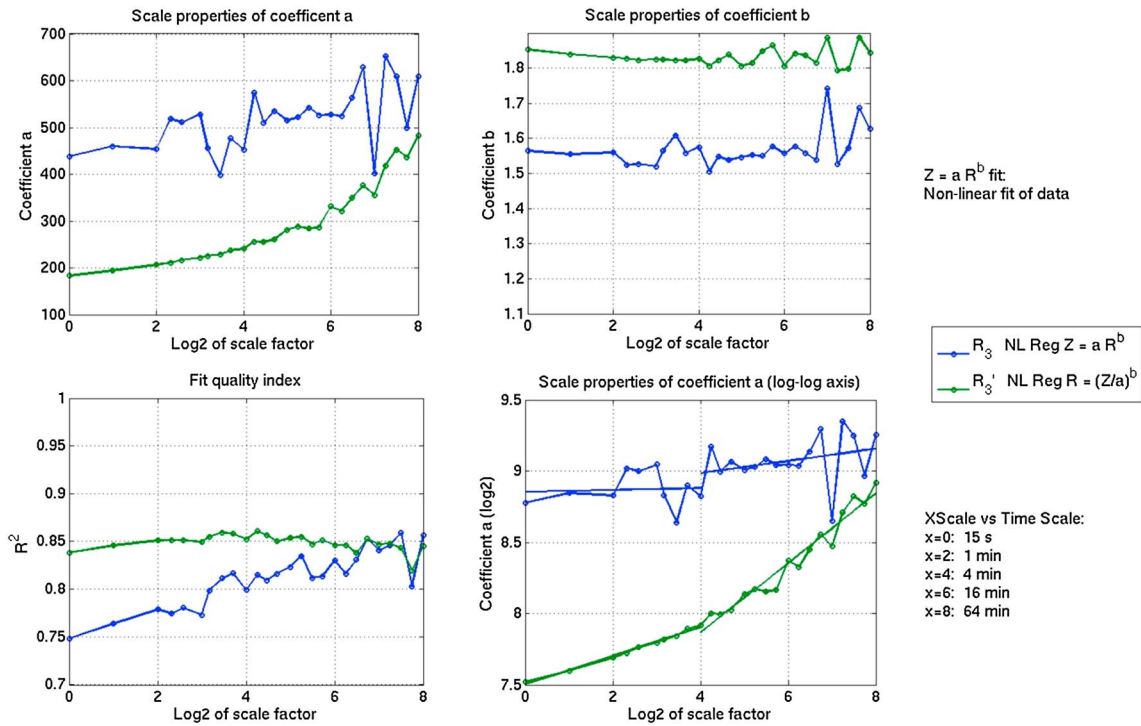 Scale properties of coefficent a
700
600
500
400
300
200
100
Coefficient a
0
2
4
6
8
Log2 of scale factor
Scale properties of coefficient b
1.8
1.7
1.6
1.5
1.4
1.3
1.2
1.1
Coefficient b
0
2
4
6
8
Log2 of scale factor
Z = a R^b fit:
Non-linear fit of data
R_3 NL Reg Z = a R^b
R_3' NL Reg R = (Z/a)^b
Fit quality index
1
0.95
0.9
0.85
0.8
0.75
0.7
R^2
0
2
4
6
8
Log2 of scale factor
Scale properties of coefficient a (log-log axis)
9.5
9
8.5
8
7.5
Coefficient a (log2)
0
2
4
6
8
Log2 of scale factor
XScale vs Time Scale:
x=0: 15 s
x=2: 1 min
x=4: 4 min
x=6: 16 min
x=8: 64 min